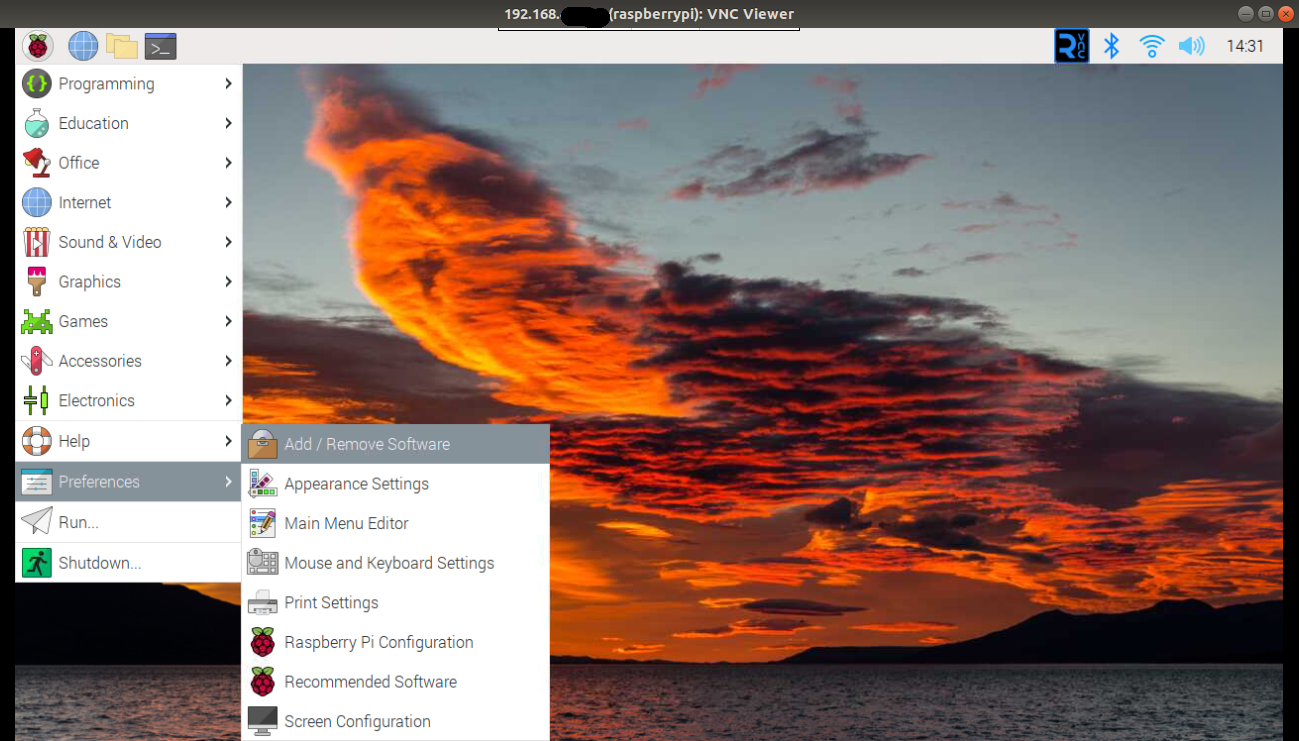 192.168. (raspberrypi): VNC Viewer
>_
VNC
14:31
Programming
Education
Office
Internet
Sound & Video
Graphics
Games
Accessories
Electronics
Help
Preferences
Run...
Shutdown...
Add / Remove Software
Appearance Settings
Main Menu Editor
Mouse and Keyboard Settings
Print Settings
Raspberry Pi Configuration
Recommended Software
Screen Configuration